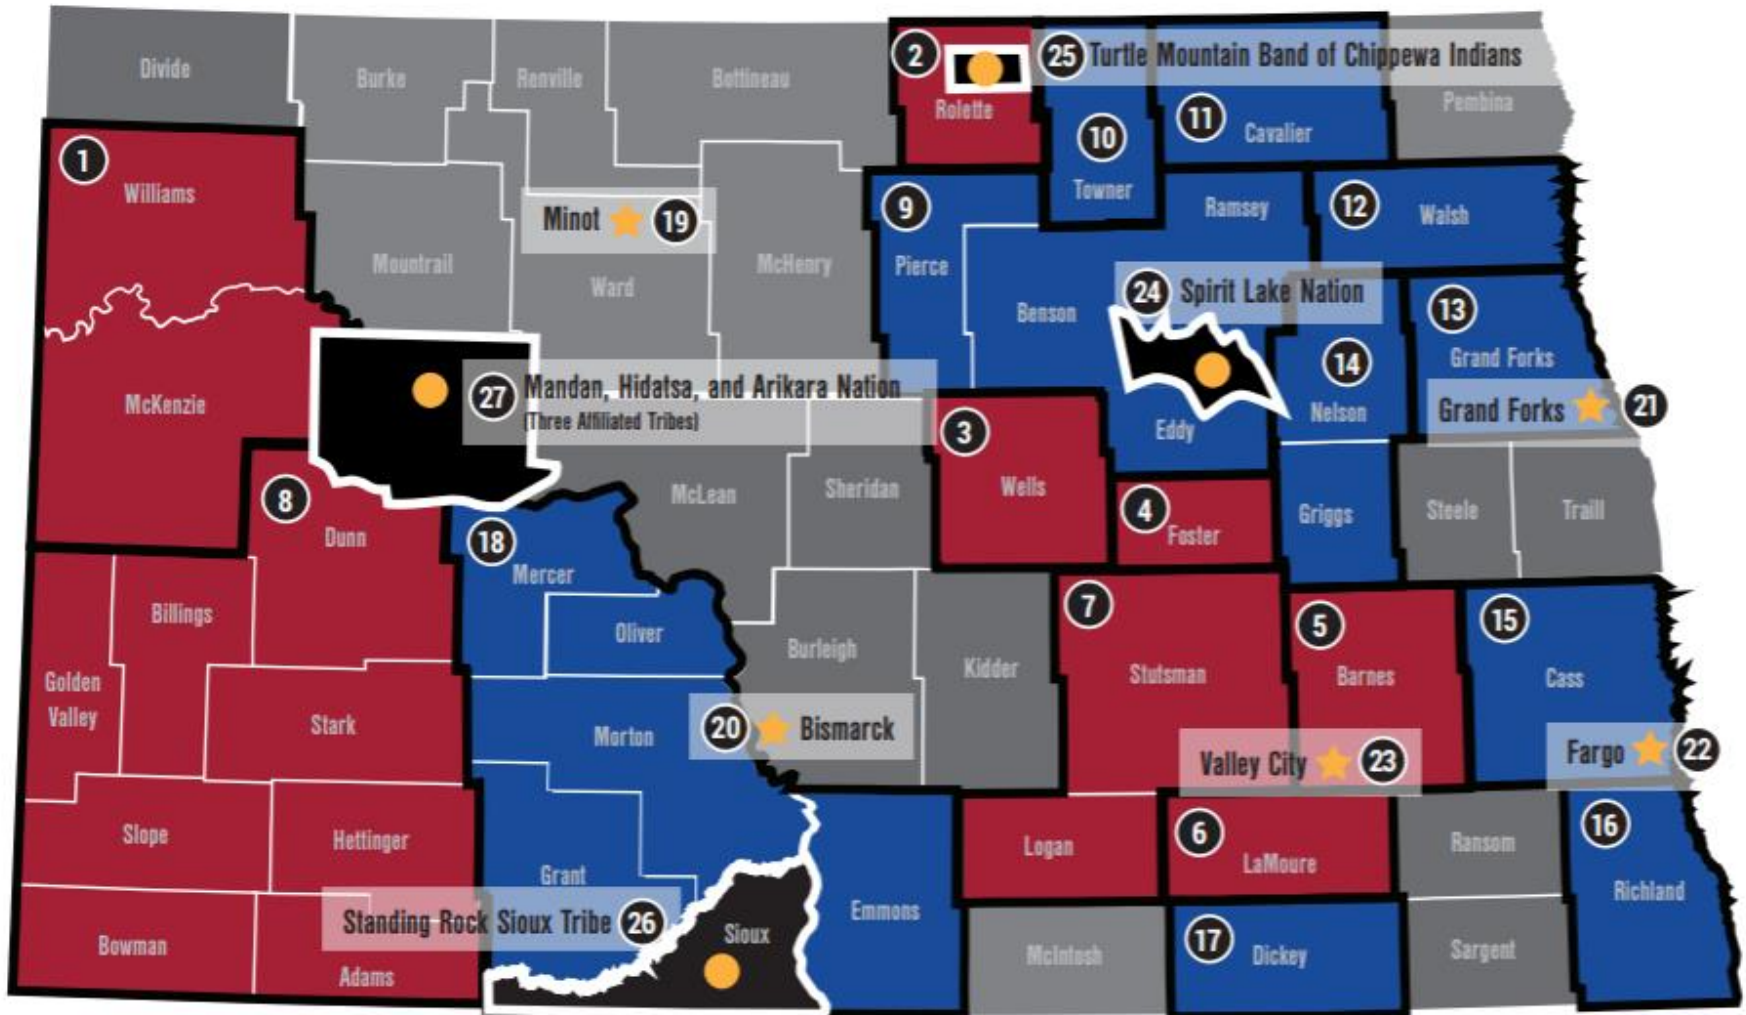 Divide
Burke
Renville
Bottineau
2
25 Turtle Mountain Band of Chippewa Indians
Rolette
10
Towner
11
Cavalier
Pembina
1
Williams
Mountrail
Minot 19
Ward
McHenry
9
Pierce
Ramsey
12
Walsh
Benson
24 Spirit Lake Nation
13
Grand Forks
14
Nelson
Grand Forks 21
McKenzie
27 Mandan, Hidatsa, and Arikara Nation
(Three Affiliated Tribes)
3
Wells
Eddy
8
Dunn
18
Mercer
McLean
Sheridan
4
Foster
Griggs
Steele
Traill
Billings
Golden
Valley
Stark
Oliver
Burleigh
Kidder
7
Stutsman
5
Barnes
15
Cass
Morton
20 Bismarck
Valley City 23
Fargo 22
Slope
Hettinger
Grant
Logan
6
LaMoure
Ransom
16
Richland
Bowman
Adams
Standing Rock Sioux Tribe 26
Sioux
Emmons
McIntosh
17
Dickey
Sargent